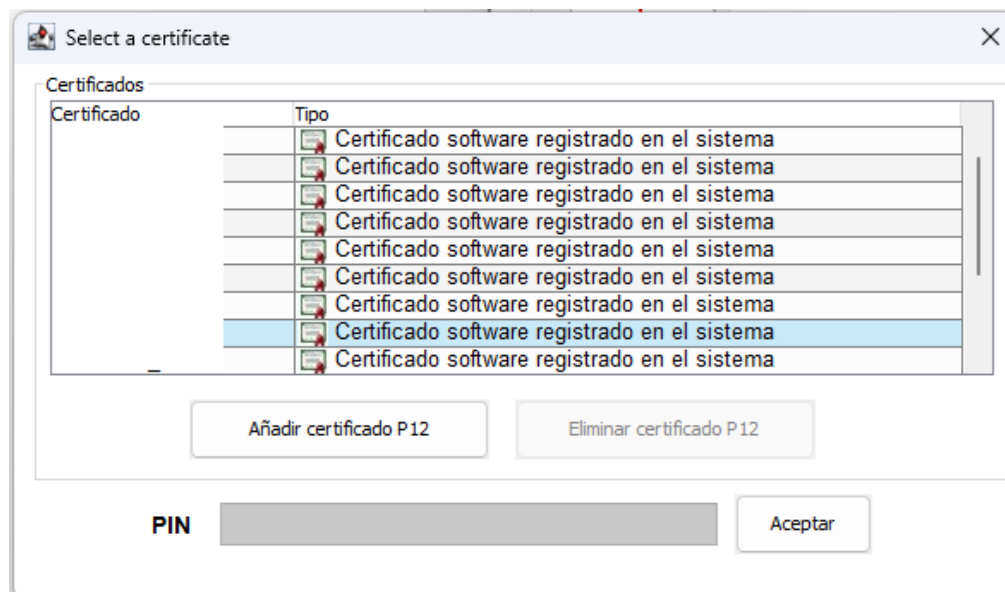 Select a certificate
Certificados
Certificado Tipo
Certificado software registrado en el sistema
Certificado software registrado en el sistema
Certificado software registrado en el sistema
Certificado software registrado en el sistema
Certificado software registrado en el sistema
Certificado software registrado en el sistema
Certificado software registrado en el sistema
Certificado software registrado en el sistema
Certificado software registrado en el sistema
Añadir certificado P12 Eliminar certificado P12
PIN Aceptar